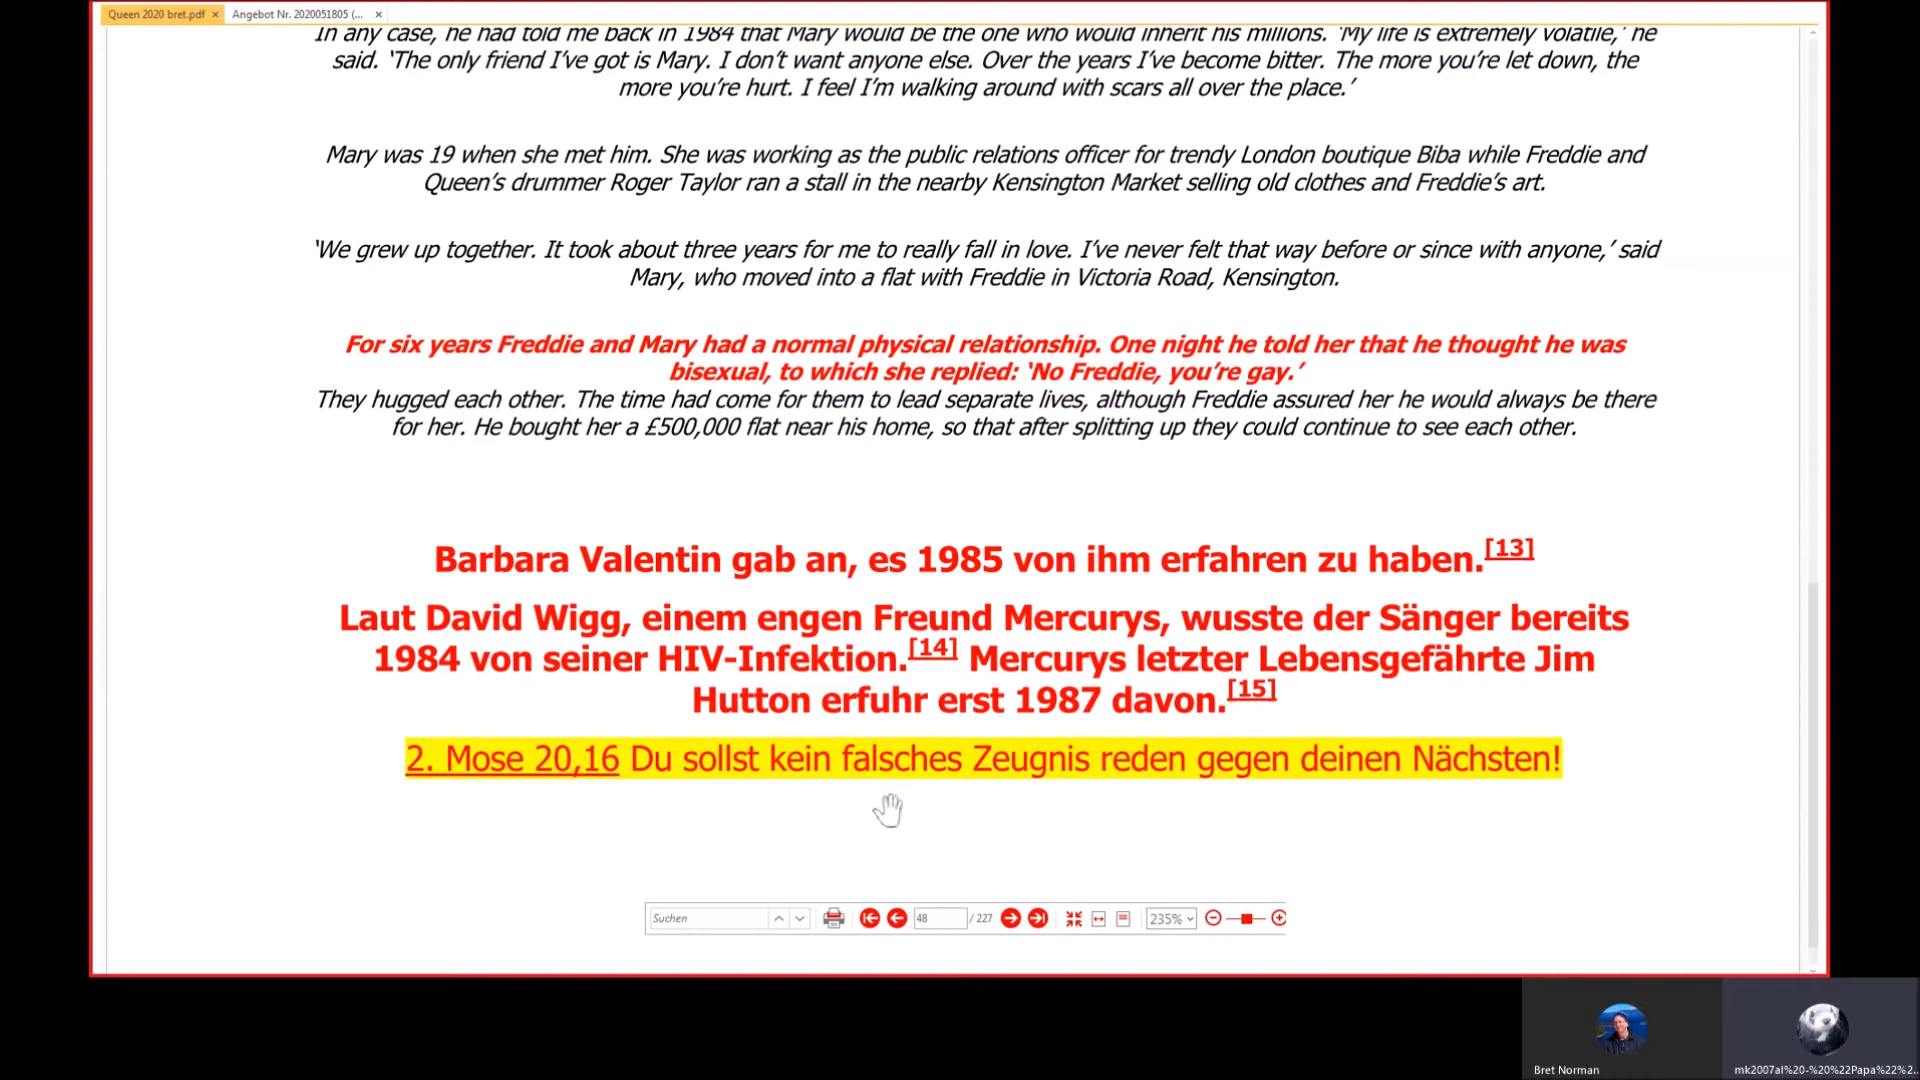 Queen 2020 bret.pdf × Angebot Nr. 2020051805 (... ×
In any case, he had told me back in 1984 that Mary would be the one who would inherit his millions. ‘My life is extremely volatile,’ he
said. ‘The only friend I’ve got is Mary. I don’t want anyone else. Over the years I’ve become bitter. The more you’re let down, the
more you’re hurt. I feel I’m walking around with scars all over the place.’
Mary was 19 when she met him. She was working as the public relations officer for trendy London boutique Biba while Freddie and
Queen’s drummer Roger Taylor ran a stall in the nearby Kensington Market selling old clothes and Freddie’s art.
‘We grew up together. It took about three years for me to really fall in love. I’ve never felt that way before or since with anyone,’ said
Mary, who moved into a flat with Freddie in Victoria Road, Kensington.
For six years Freddie and Mary had a normal physical relationship. One night he told her that he thought he was
bisexual, to which she replied: ‘No Freddie, you’re gay.’
They hugged each other. The time had come for them to lead separate lives, although Freddie assured her he would always be there
for her. He bought her a £500,000 flat near his home, so that after splitting up they could continue to see each other.
Barbara Valentin gab an, es 1985 von ihm erfahren zu haben.[13]
Laut David Wigg, einem engen Freund Mercurys, wusste der Sänger bereits
1984 von seiner HIV-Infektion.[14] Mercurys letzter Lebensgefährte Jim
Hutton erfuhr erst 1987 davon.[15]
2. Mose 20,16 Du sollst kein falsches Zeugnis reden gegen deinen Nächsten!
Suchen 48 / 227 235%
Bret Norman mk2007al%20-%20%22Papa%22%2...